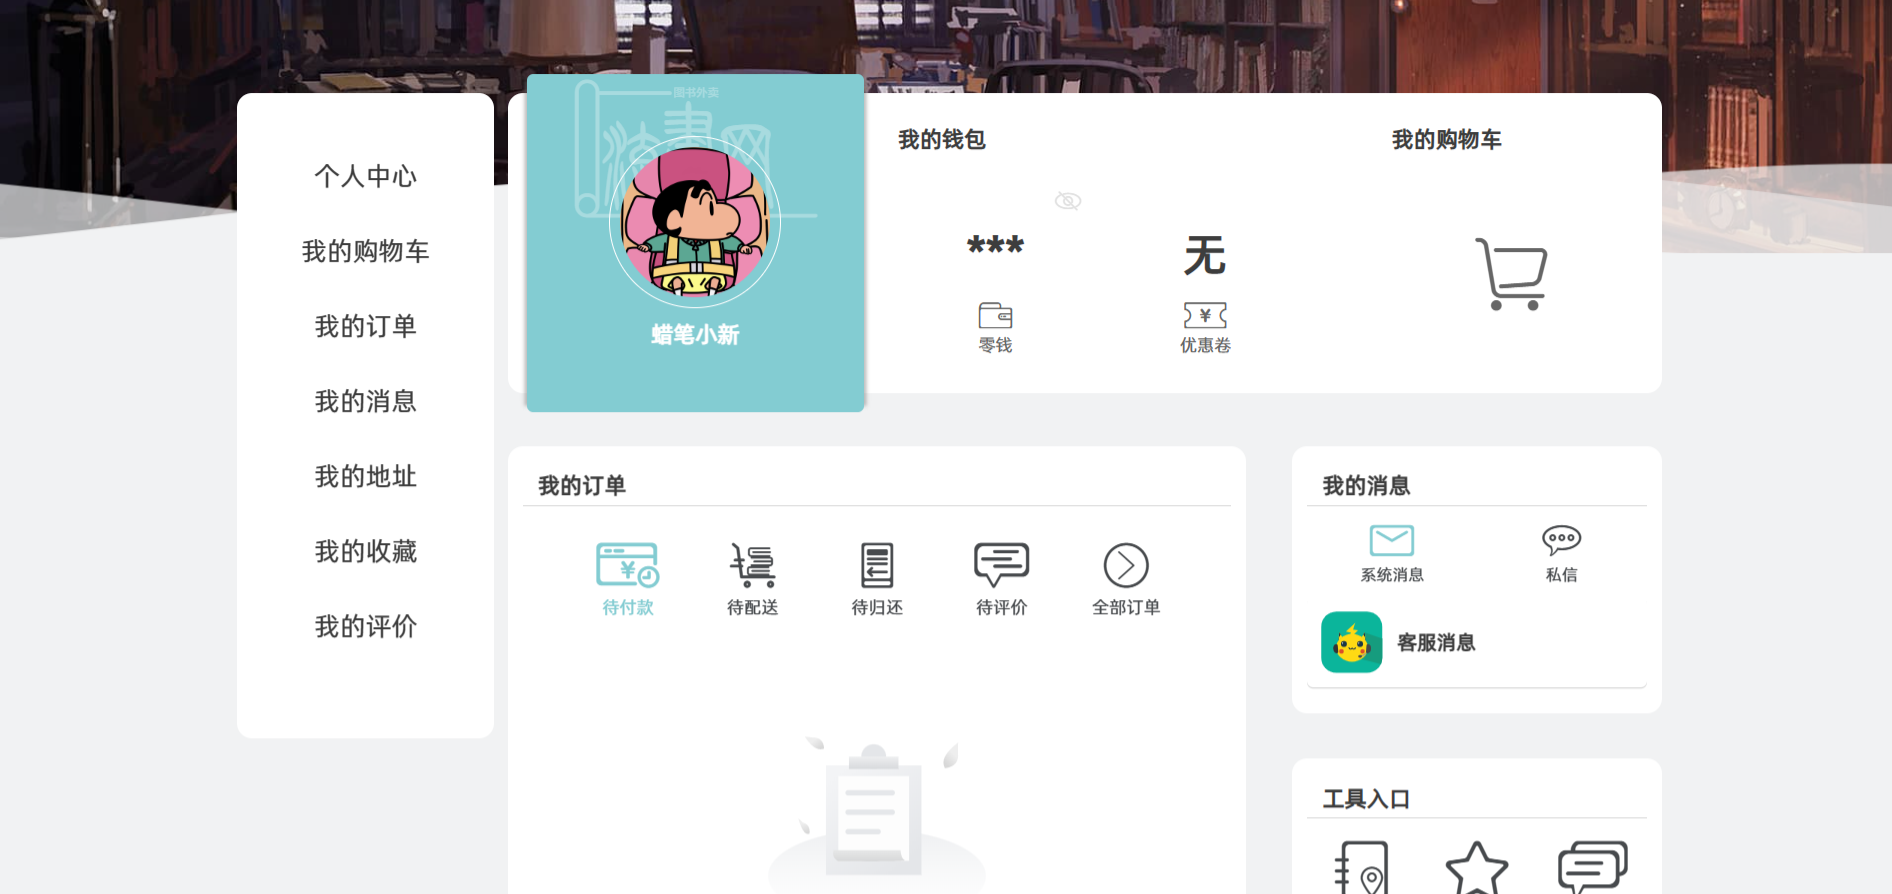 个人中心
我的购物车
我的订单
我的消息
我的地址
我的收藏
我的评价
图书外卖
蜡笔小新
我的钱包
***
零钱
无
¥
优惠卷
我的购物车
我的订单
¥
待付款
待配送
待归还
待评价
全部订单
我的消息
系统消息
私信
客服消息
工具入口